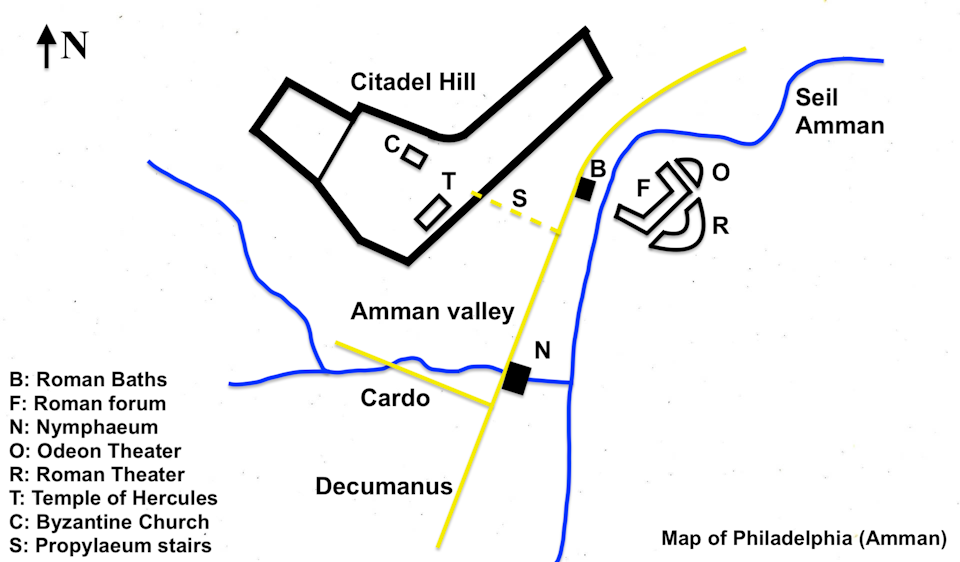 N
Citadel Hill
Seil
Amman
C
T
S
B
F
O
R
Amman valley
N
Cardo
Decumanus
B: Roman Baths
F: Roman forum
N: Nymphaeum
O: Odeon Theater
R: Roman Theater
T: Temple of Hercules
C: Byzantine Church
S: Propylaeum stairs
Map of Philadelphia (Amman)